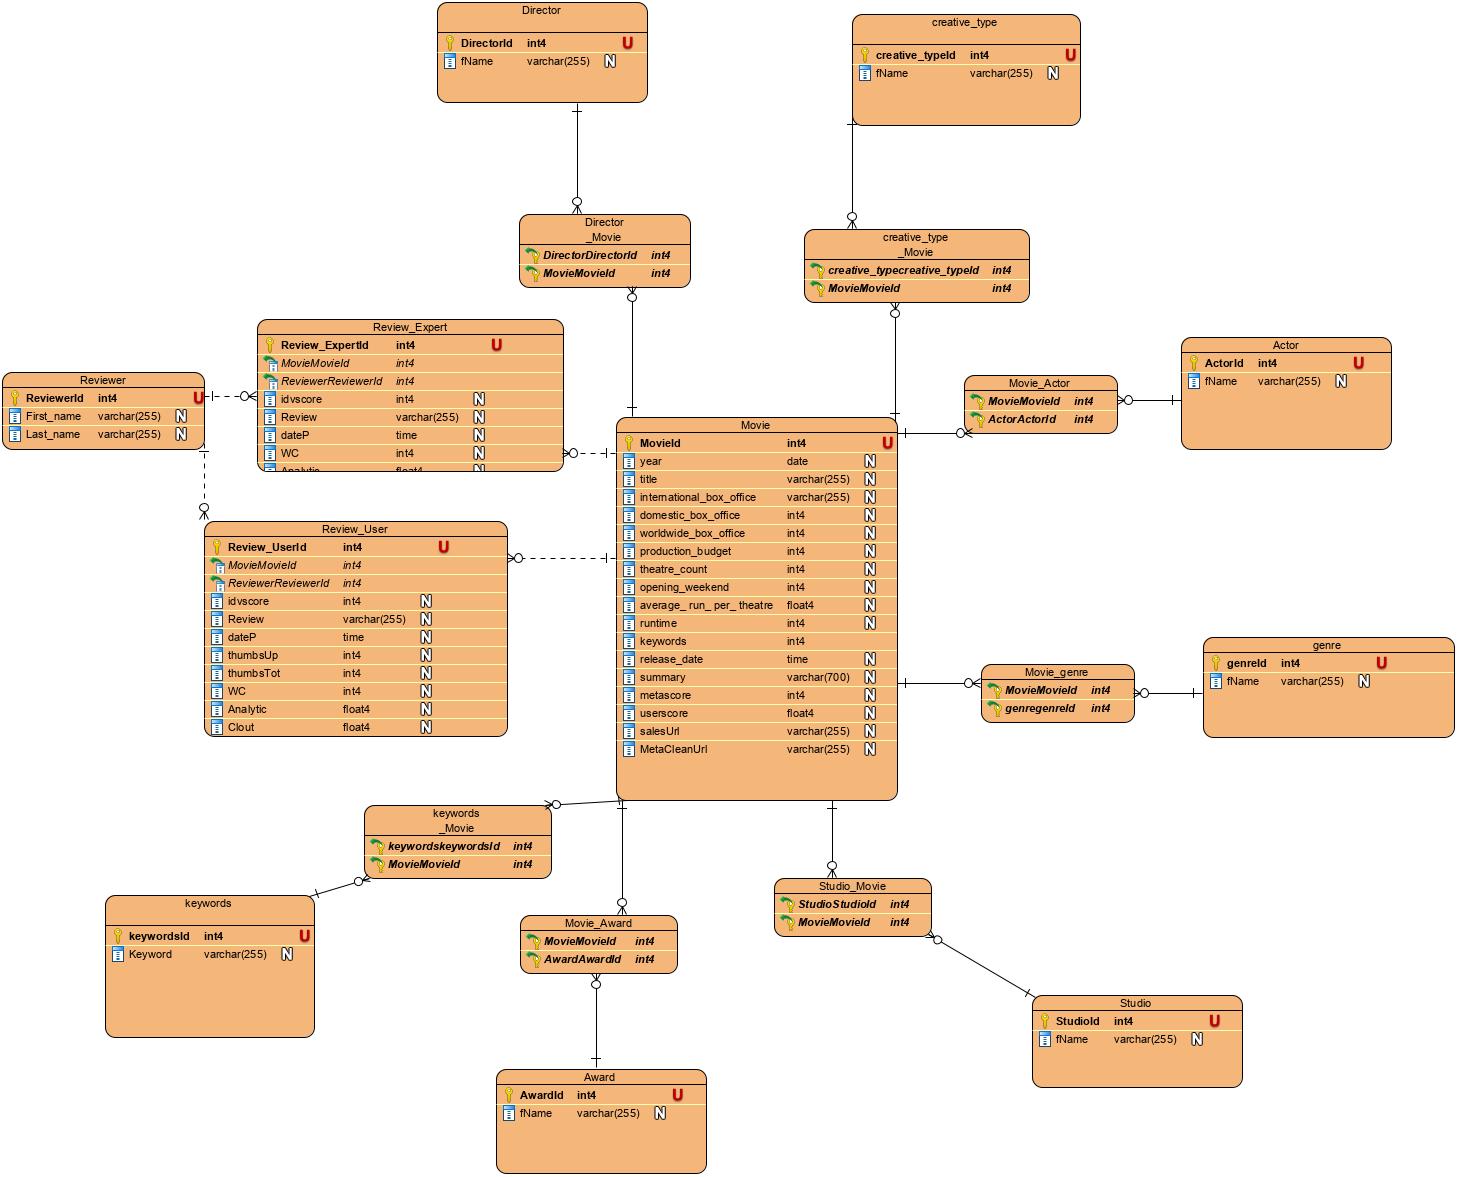 Director
DirectorId int4 U
fName varchar(255) N
creative_type
creative_typeId int4 U
fName varchar(255) N
Director
_Movie
DirectorDirectorId int4
MovieMovieId int4
creative_type
_Movie
creative_typecreative_typeId int4
MovieMovieId int4
Review_Expert
Review_ExpertId int4 U
MovieMovieId int4
ReviewerReviewerId int4
idvscore int4 N
Review varchar(255) N
dateP time N
WC int4 N
Analytic float4 N
Reviewer
ReviewerId int4 U
First_name varchar(255) N
Last_name varchar(255) N
Actor
ActorId int4 U
fName varchar(255) N
Movie_Actor
MovieMovieId int4
ActorActorId int4
Movie
MovieId int4 U
year date N
title varchar(255) N
international_box_office varchar(255) N
domestic_box_office int4 N
worldwide_box_office int4 N
production_budget int4 N
theatre_count int4 N
opening_weekend int4 N
average_ run_ per_ theatre float4 N
runtime int4 N
keywords int4
release_date time N
summary varchar(700) N
metascore int4 N
userscore float4 N
salesUrl varchar(255) N
MetaCleanUrl varchar(255) N
Review_User
Review_UserId int4 U
MovieMovieId int4
ReviewerReviewerId int4
idvscore int4 N
Review varchar(255) N
dateP time N
thumbsUp int4 N
thumbsTot int4 N
WC int4 N
Analytic float4 N
Clout float4 N
genre
genreId int4 U
fName varchar(255) N
Movie_genre
MovieMovieId int4
genregenreId int4
keywords
_Movie
keywordskeywordsId int4
MovieMovieId int4
keywords
keywordsId int4 U
Keyword varchar(255) N
Movie_Award
MovieMovieId int4
AwardAwardId int4
Studio_Movie
StudioStudioId int4
MovieMovieId int4
Studio
StudioId int4 U
fName varchar(255) N
Award
AwardId int4 U
fName varchar(255) N